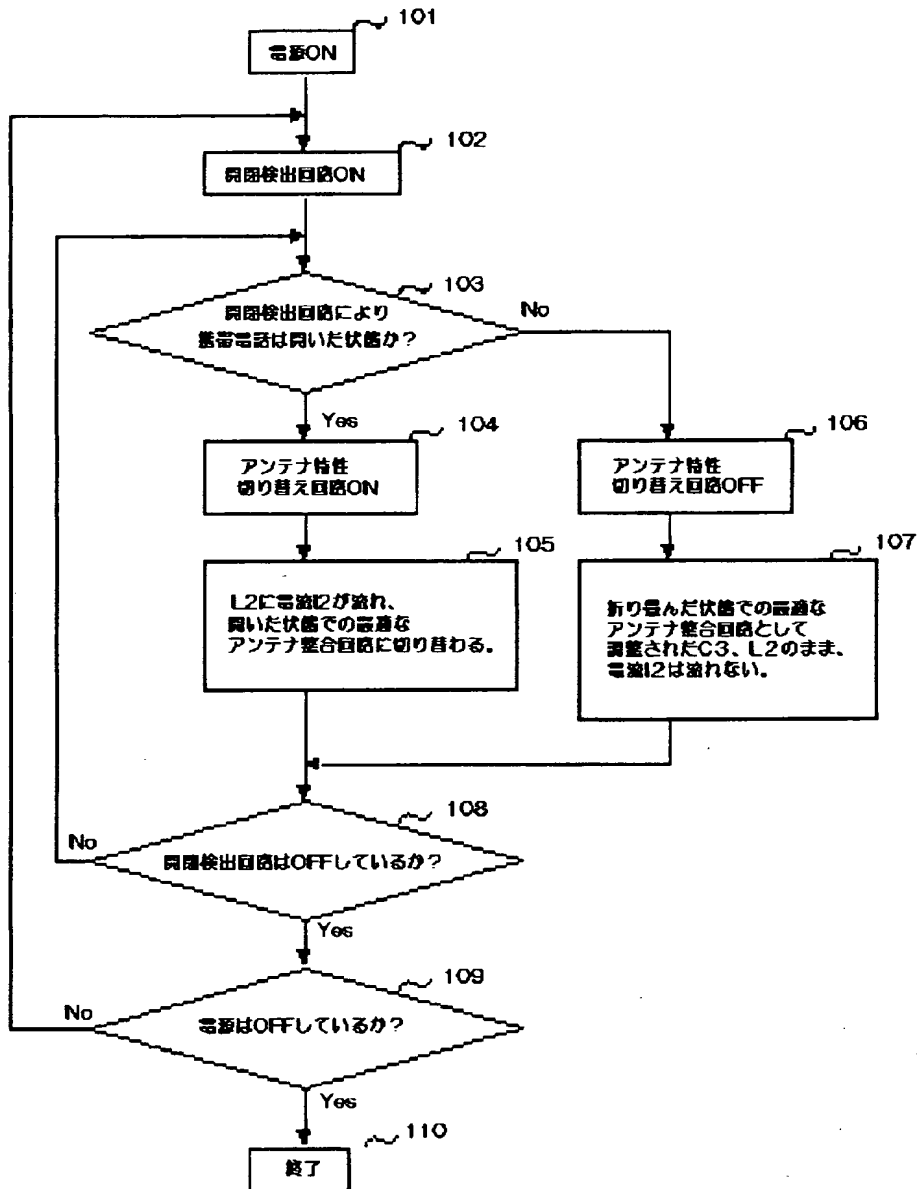 101
電源ON
102
開閉検出回路ON
103
開閉検出回路により
携帯電話は開いた状態か？
No
Yes
104
アンテナ特性
切り替え回路ON
106
アンテナ特性
切り替え回路OFF
105
L2に電流I2が流れ、
開いた状態での最適な
アンテナ整合回路に切り替わる。
107
折り畳んだ状態での最適な
アンテナ整合回路として
調整されたC3、L2のまま、
電流I2は流れない。
108
開閉検出回路はOFFしているか？
No
Yes
109
電源はOFFしているか？
No
Yes
110
終了